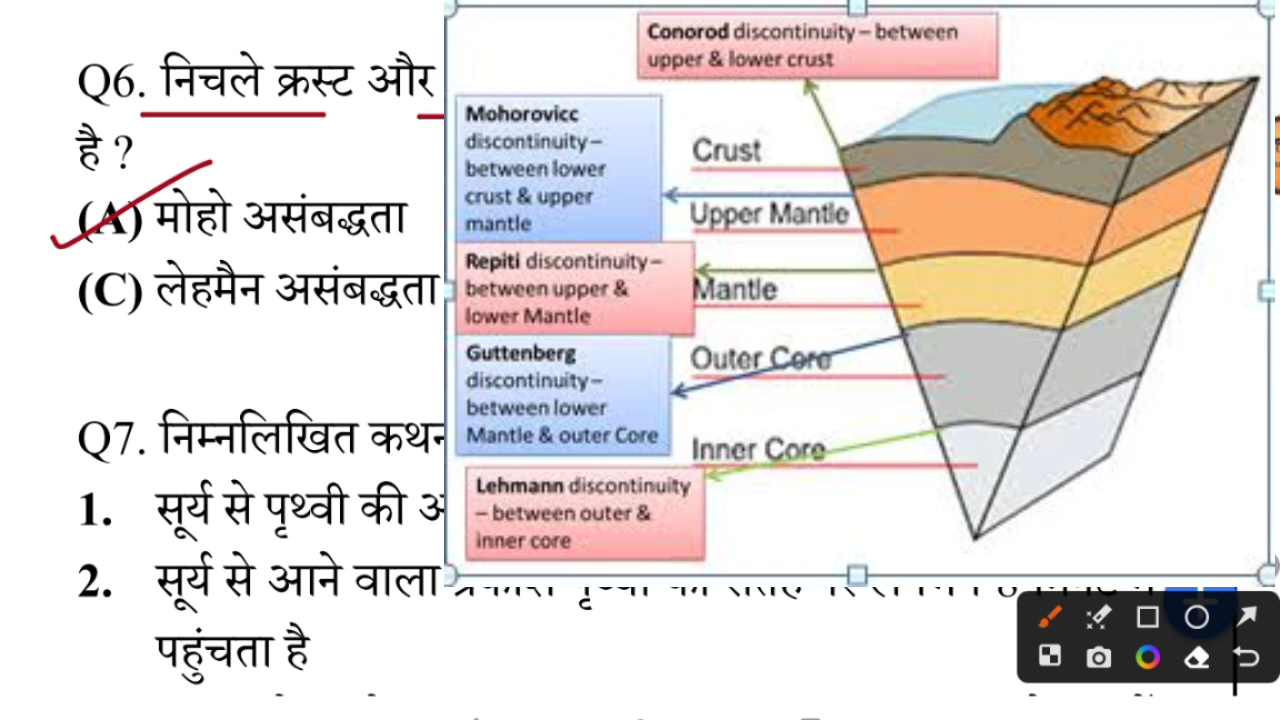 Q6. निचले क्रस्ट और
है ?
(A) मोहो असंबद्धता
(C) लेहमैन असंबद्धता
Q7. निम्नलिखित
1. सूर्य से पृथ्वी की
2. सूर्य से आने वाला
पहुंचता है
Conorod discontinuity – between
upper & lower crust
Mohorovicc
discontinuity –
between lower
crust & upper
mantle
Repiti discontinuity –
between upper &
lower Mantle
Guttenberg
discontinuity –
between lower
Mantle & outer Core
Lehmann discontinuity
– between outer &
inner core
Crust
Upper Mantle
Mantle
Outer Core
Inner Core